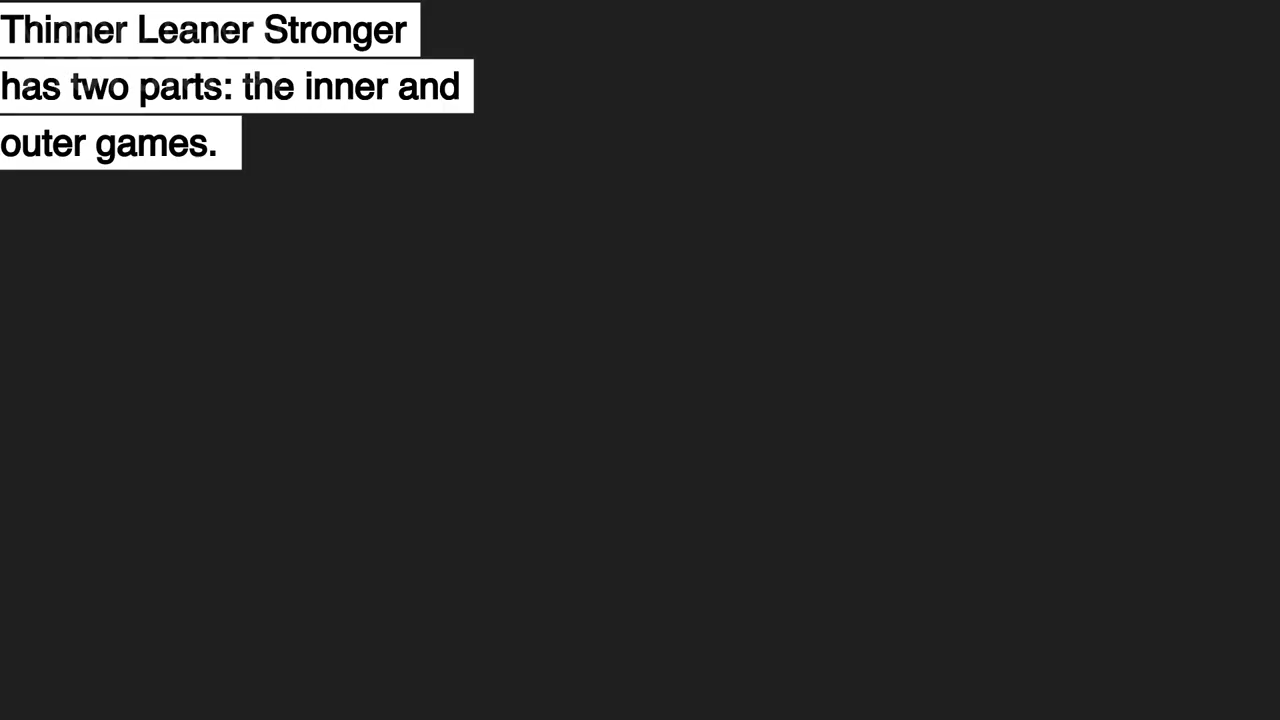 Thinner Leaner Stronger
has two parts: the inner and
outer games.